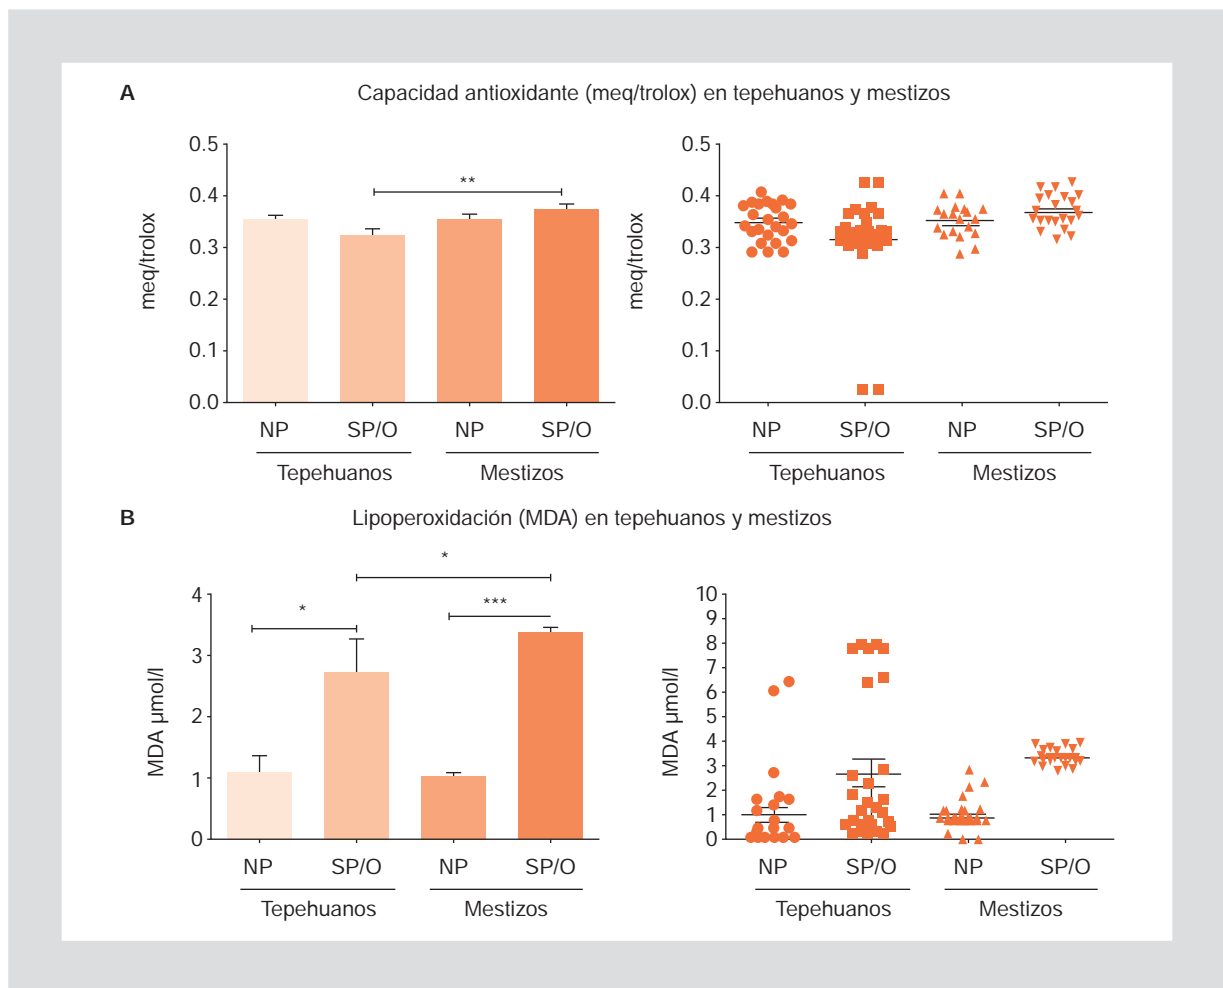 A Capacidad antioxidante (meq/trolox) en tepehuanos y mestizos
meq/trolox
0.5
0.4
0.3
0.2
0.1
0.0
**
NP SP/O NP SP/O
Tepehuanos Mestizos
meq/trolox
0.5
0.4
0.3
0.2
0.1
0.0
NP SP/O NP SP/O
Tepehuanos Mestizos
B Lipoperoxidación (MDA) en tepehuanos y mestizos
MDA µmol/l
4
3
2
1
0
*
*
***
NP SP/O NP SP/O
Tepehuanos Mestizos
MDA µmol/l
10
9
8
7
6
5
4
3
2
1
0
NP SP/O NP SP/O
Tepehuanos Mestizos